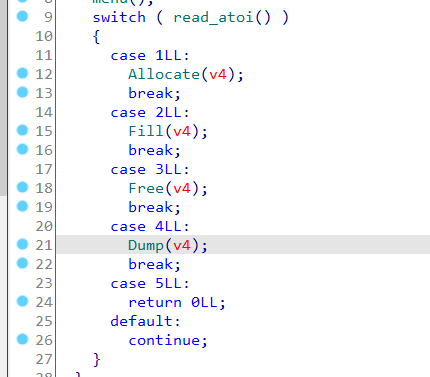 menu();
9 switch ( read_atoi() )
10 {
11 case 1LL:
12 Allocate(v4);
13 break;
14 case 2LL:
15 Fill(v4);
16 break;
17 case 3LL:
18 Free(v4);
19 break;
20 case 4LL:
21 Dump(v4);
22 break;
23 case 5LL:
24 return 0LL;
25 default:
26 continue;
27 }
28 }